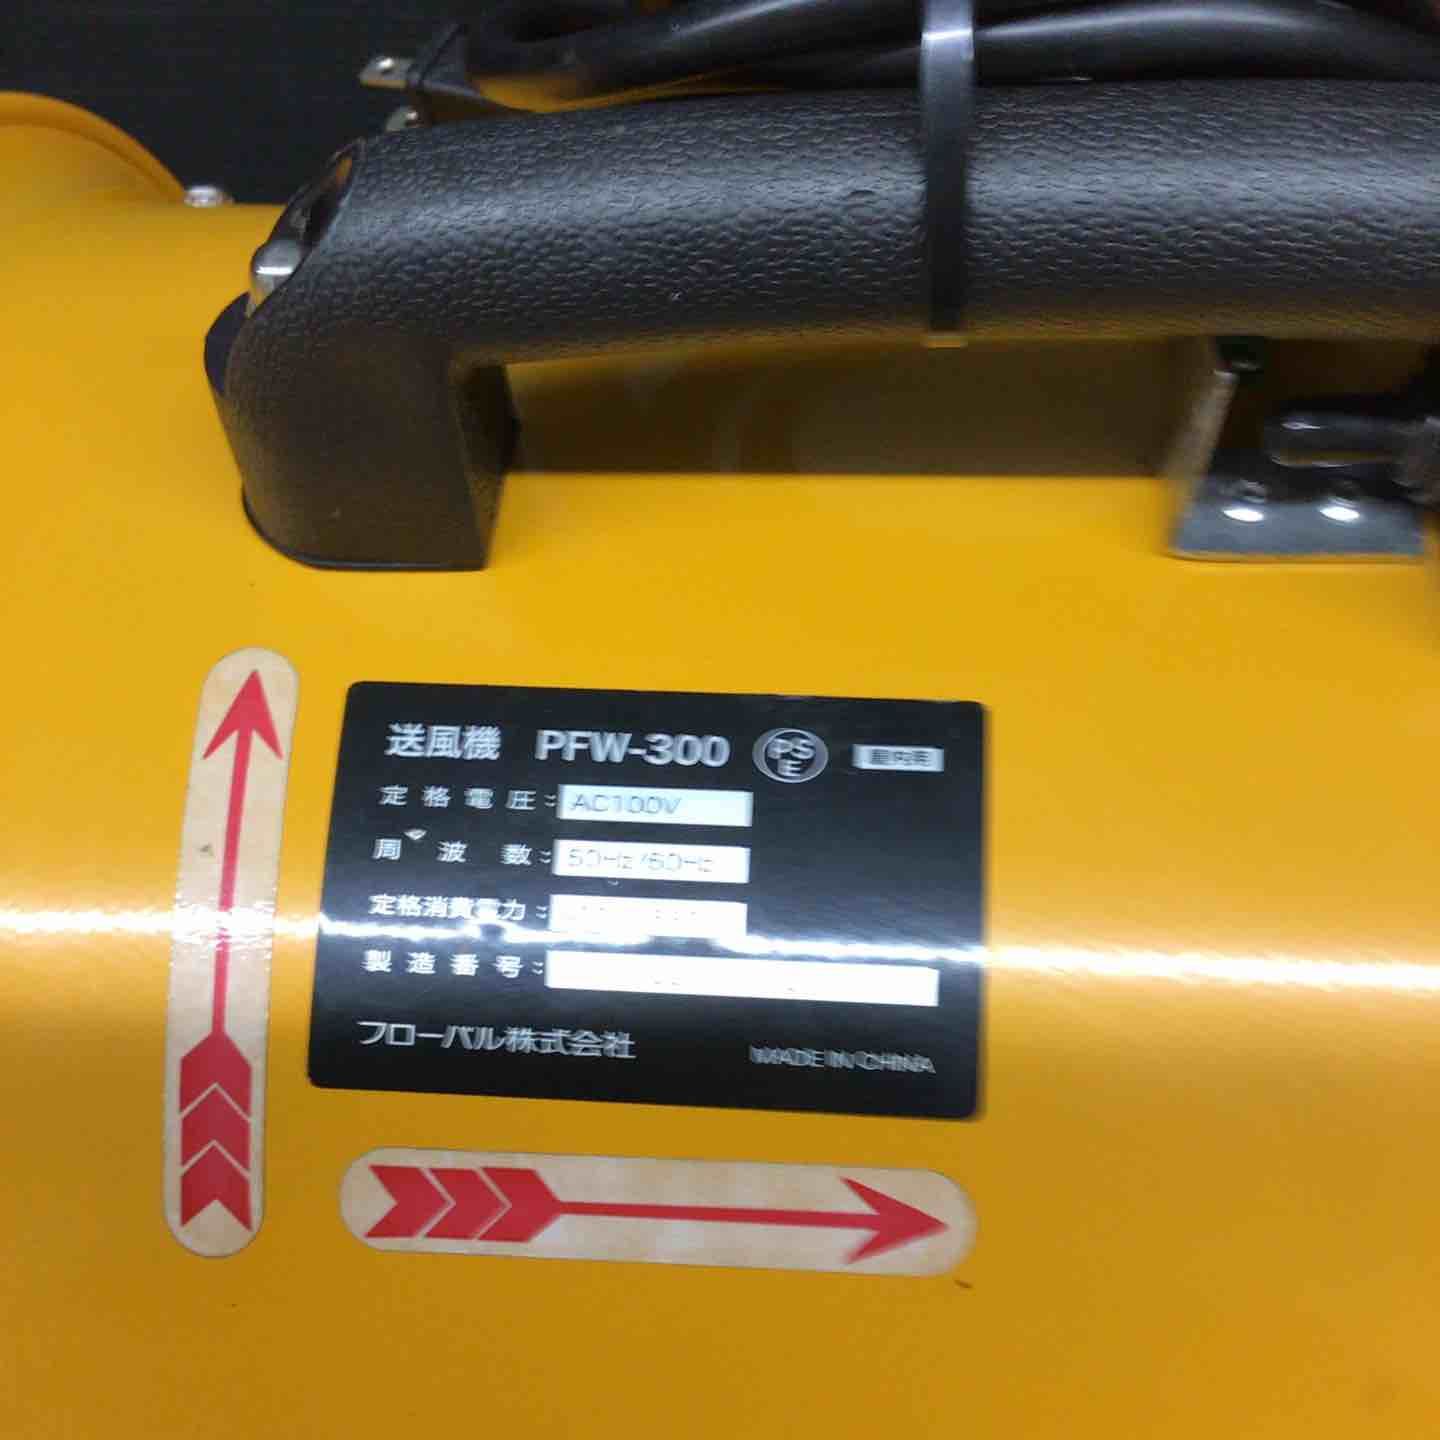 送風機 PFW-300 PSE 屋内用
定格電圧：AC100V
周波数：50Hz/60Hz
定格消費電力：
製造番号：
フローバル株式会社
MADE IN CHINA